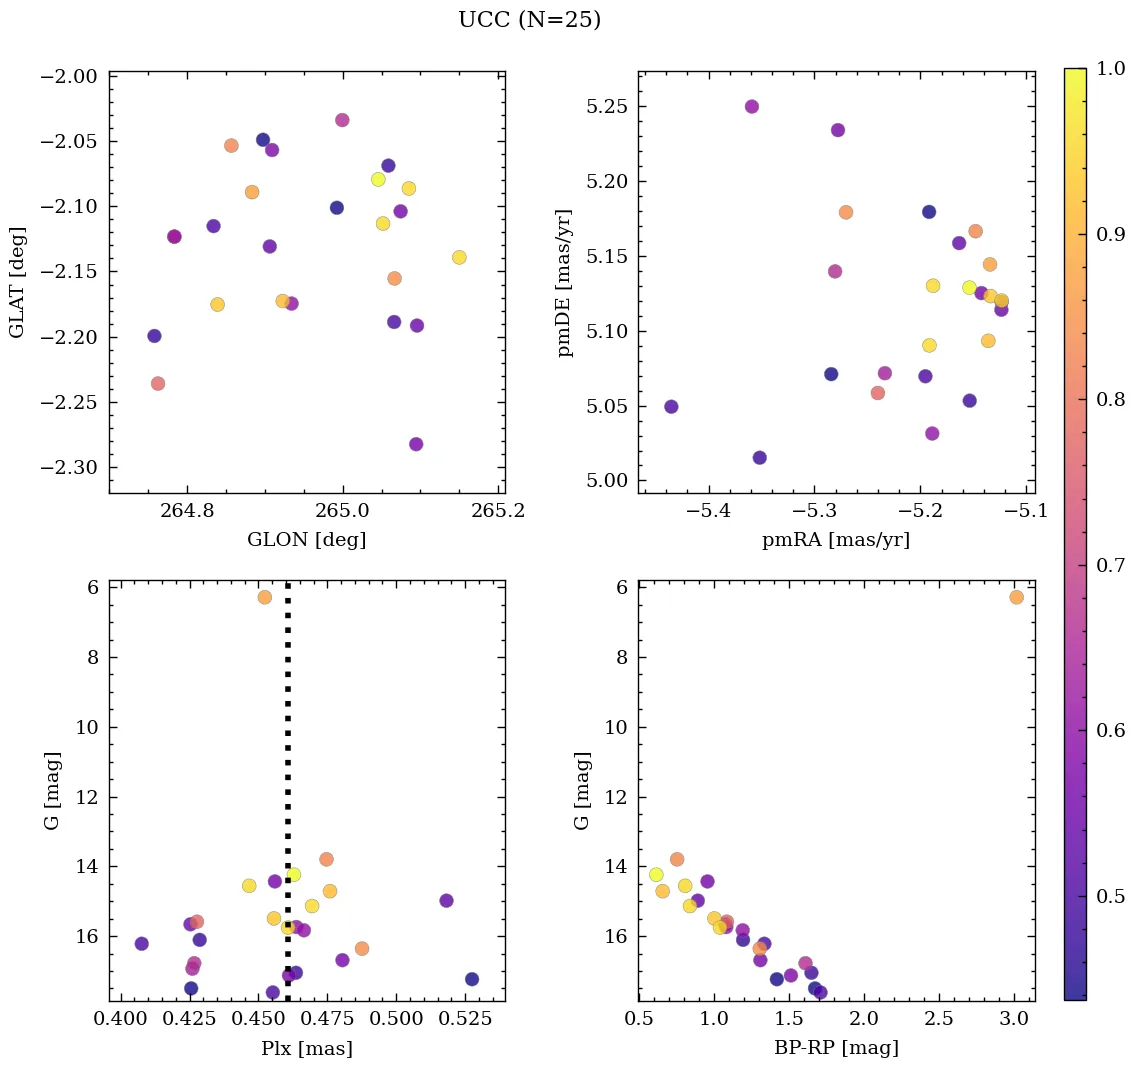 UCC (N=25)
−2.00
−2.05
−2.10
−2.15
−2.20
−2.25
−2.30
GLAT [deg]
264.8 265.0 265.2
GLON [deg]
5.25
5.20
5.15
5.10
5.05
5.00
pmDE [mas/yr]
−5.4 −5.3 −5.2 −5.1
pmRA [mas/yr]
1.0
0.9
0.8
0.7
0.6
0.5
6
8
10
12
14
16
G [mag]
0.400 0.425 0.450 0.475 0.500 0.525
Plx [mas]
6
8
10
12
14
16
G [mag]
0.5 1.0 1.5 2.0 2.5 3.0
BP-RP [mag]